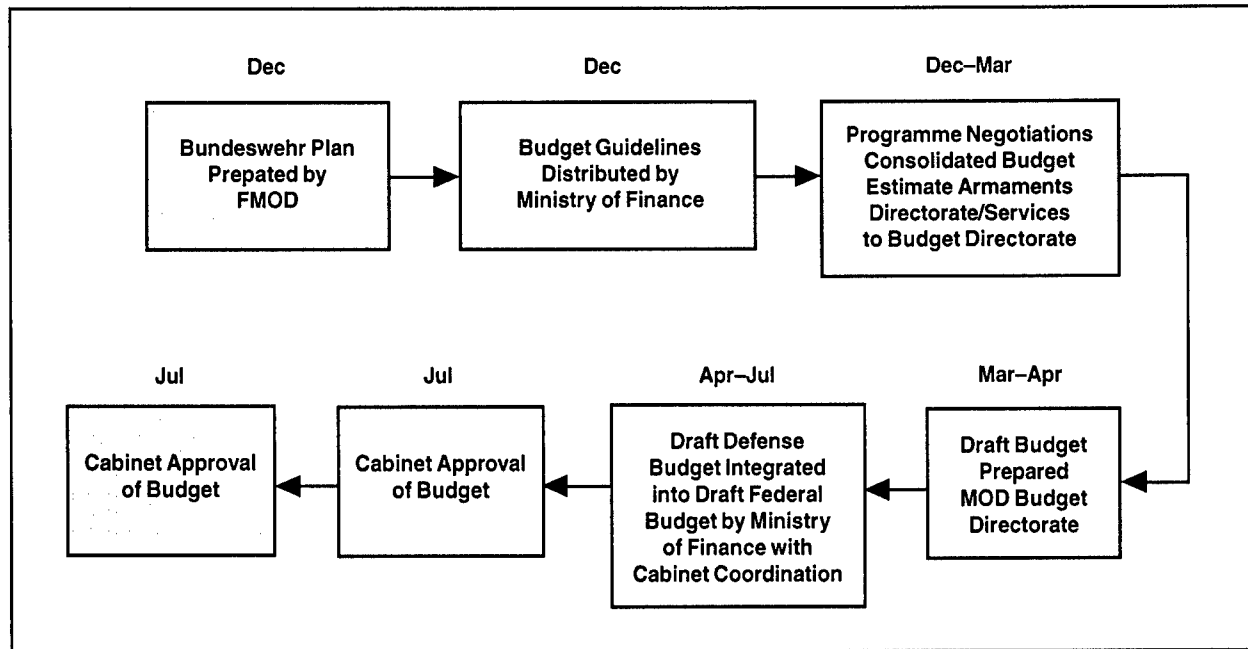 Dec
Bundeswehr Plan
Prepated by
FMOD
Dec
Budget Guidelines
Distributed by
Ministry of Finance
Dec–Mar
Programme Negotiations
Consolidated Budget
Estimate Armaments
Directorate/Services
to Budget Directorate
Mar–Apr
Draft Budget
Prepared
MOD Budget
Directorate
Apr–Jul
Draft Defense
Budget Integrated
into Draft Federal
Budget by Ministry
of Finance with
Cabinet Coordination
Jul
Cabinet Approval
of Budget
Jul
Cabinet Approval
of Budget